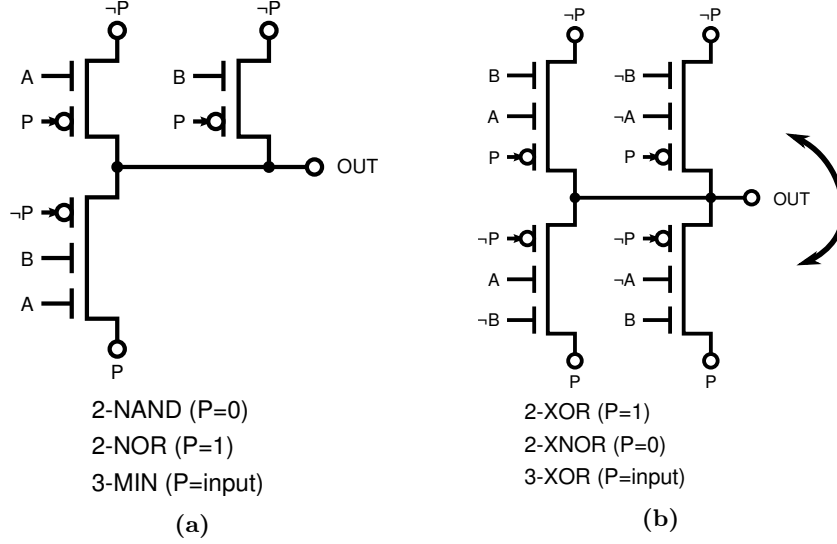 ¬P ¬P
A B
P P
OUT
¬P
B
A
P
2-NAND (P=0)
2-NOR (P=1)
3-MIN (P=input)
(a)
¬P ¬P
B ¬B
A ¬A
P P
OUT
¬P ¬P
A ¬A
¬B B
P P
2-XOR (P=1)
2-XNOR (P=0)
3-XOR (P=input)
(b)